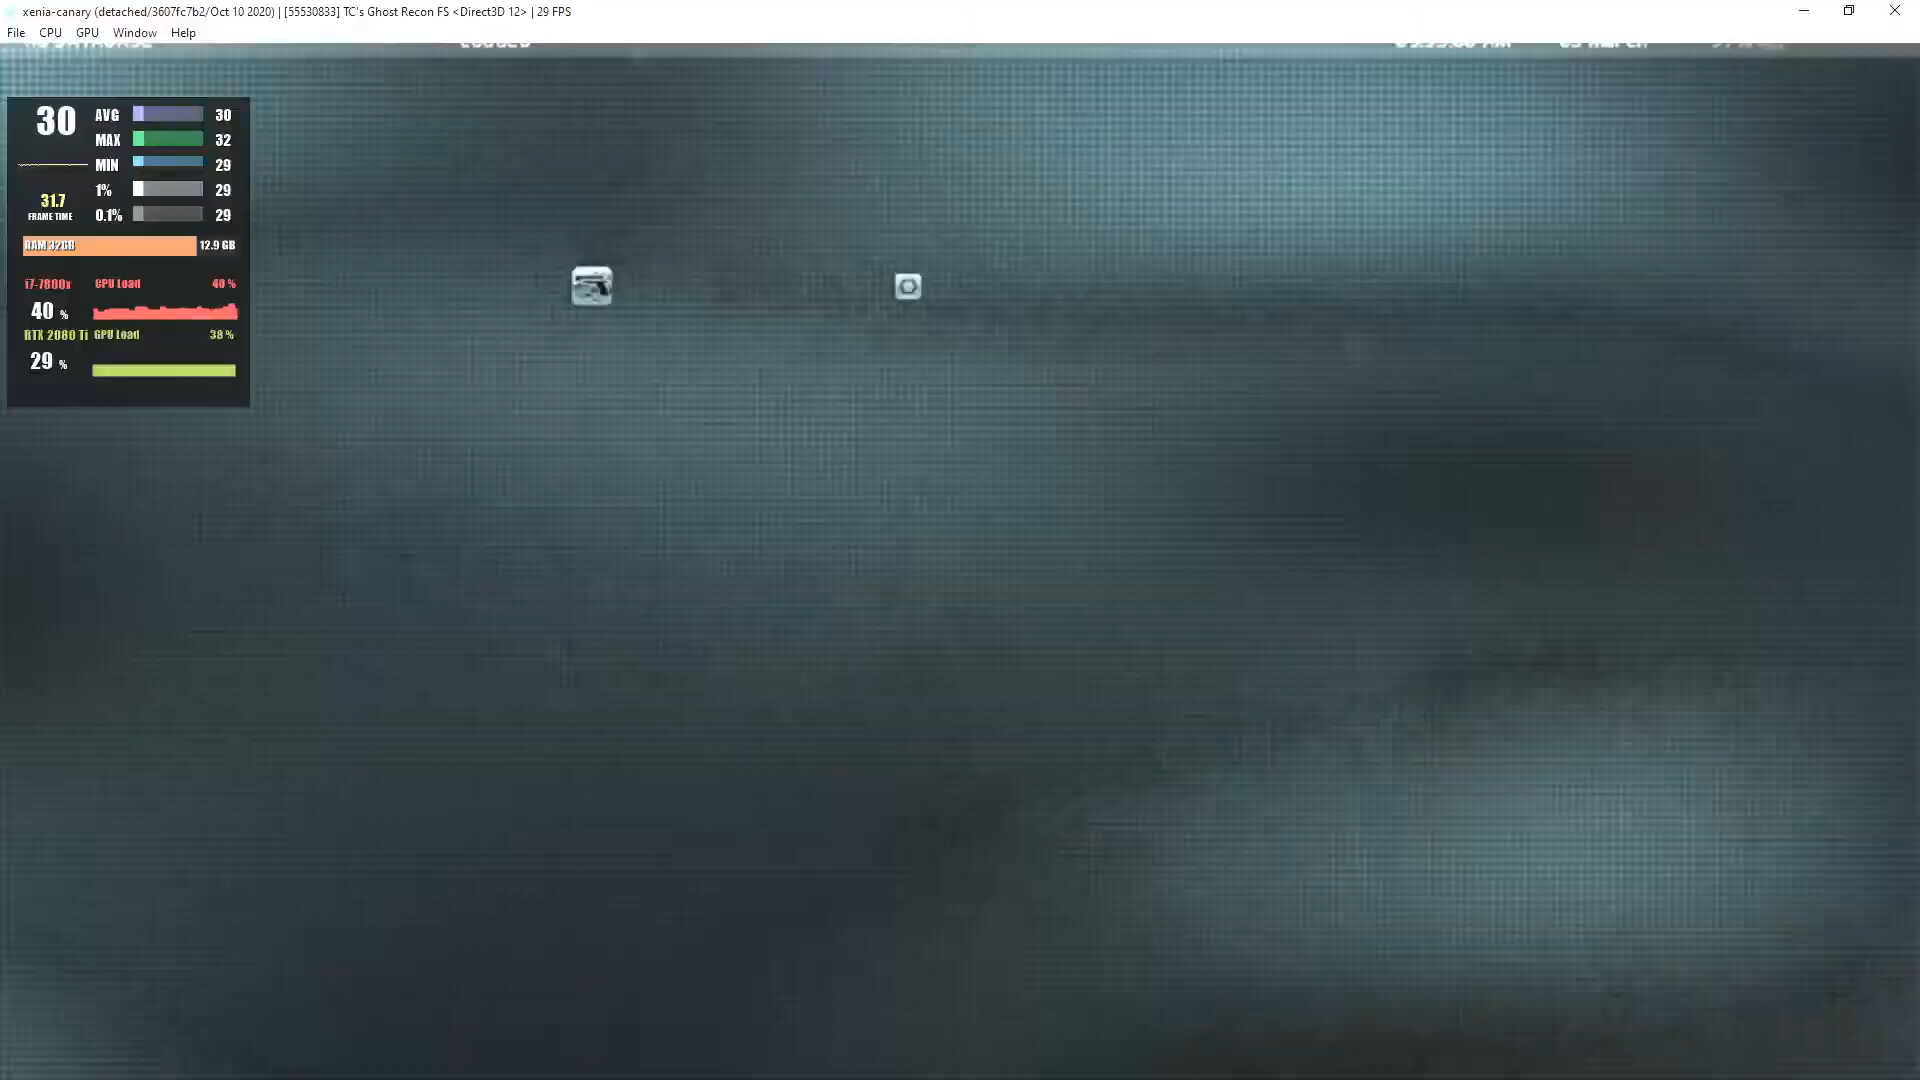 xenia-canary (detached/3607fc7b2/Oct 10 2020) | [55530833] TC's Ghost Recon FS <Direct3D 12> | 29 FPS
File CPU GPU Window Help
30
AVG 30
MAX 32
MIN 29
1% 29
31.7
FRAME TIME
0.1% 29
RAM 32GB 12.9 GB
i7-7800x CPU Load 40 %
40 %
RTX 2080 Ti GPU Load 38 %
29 %